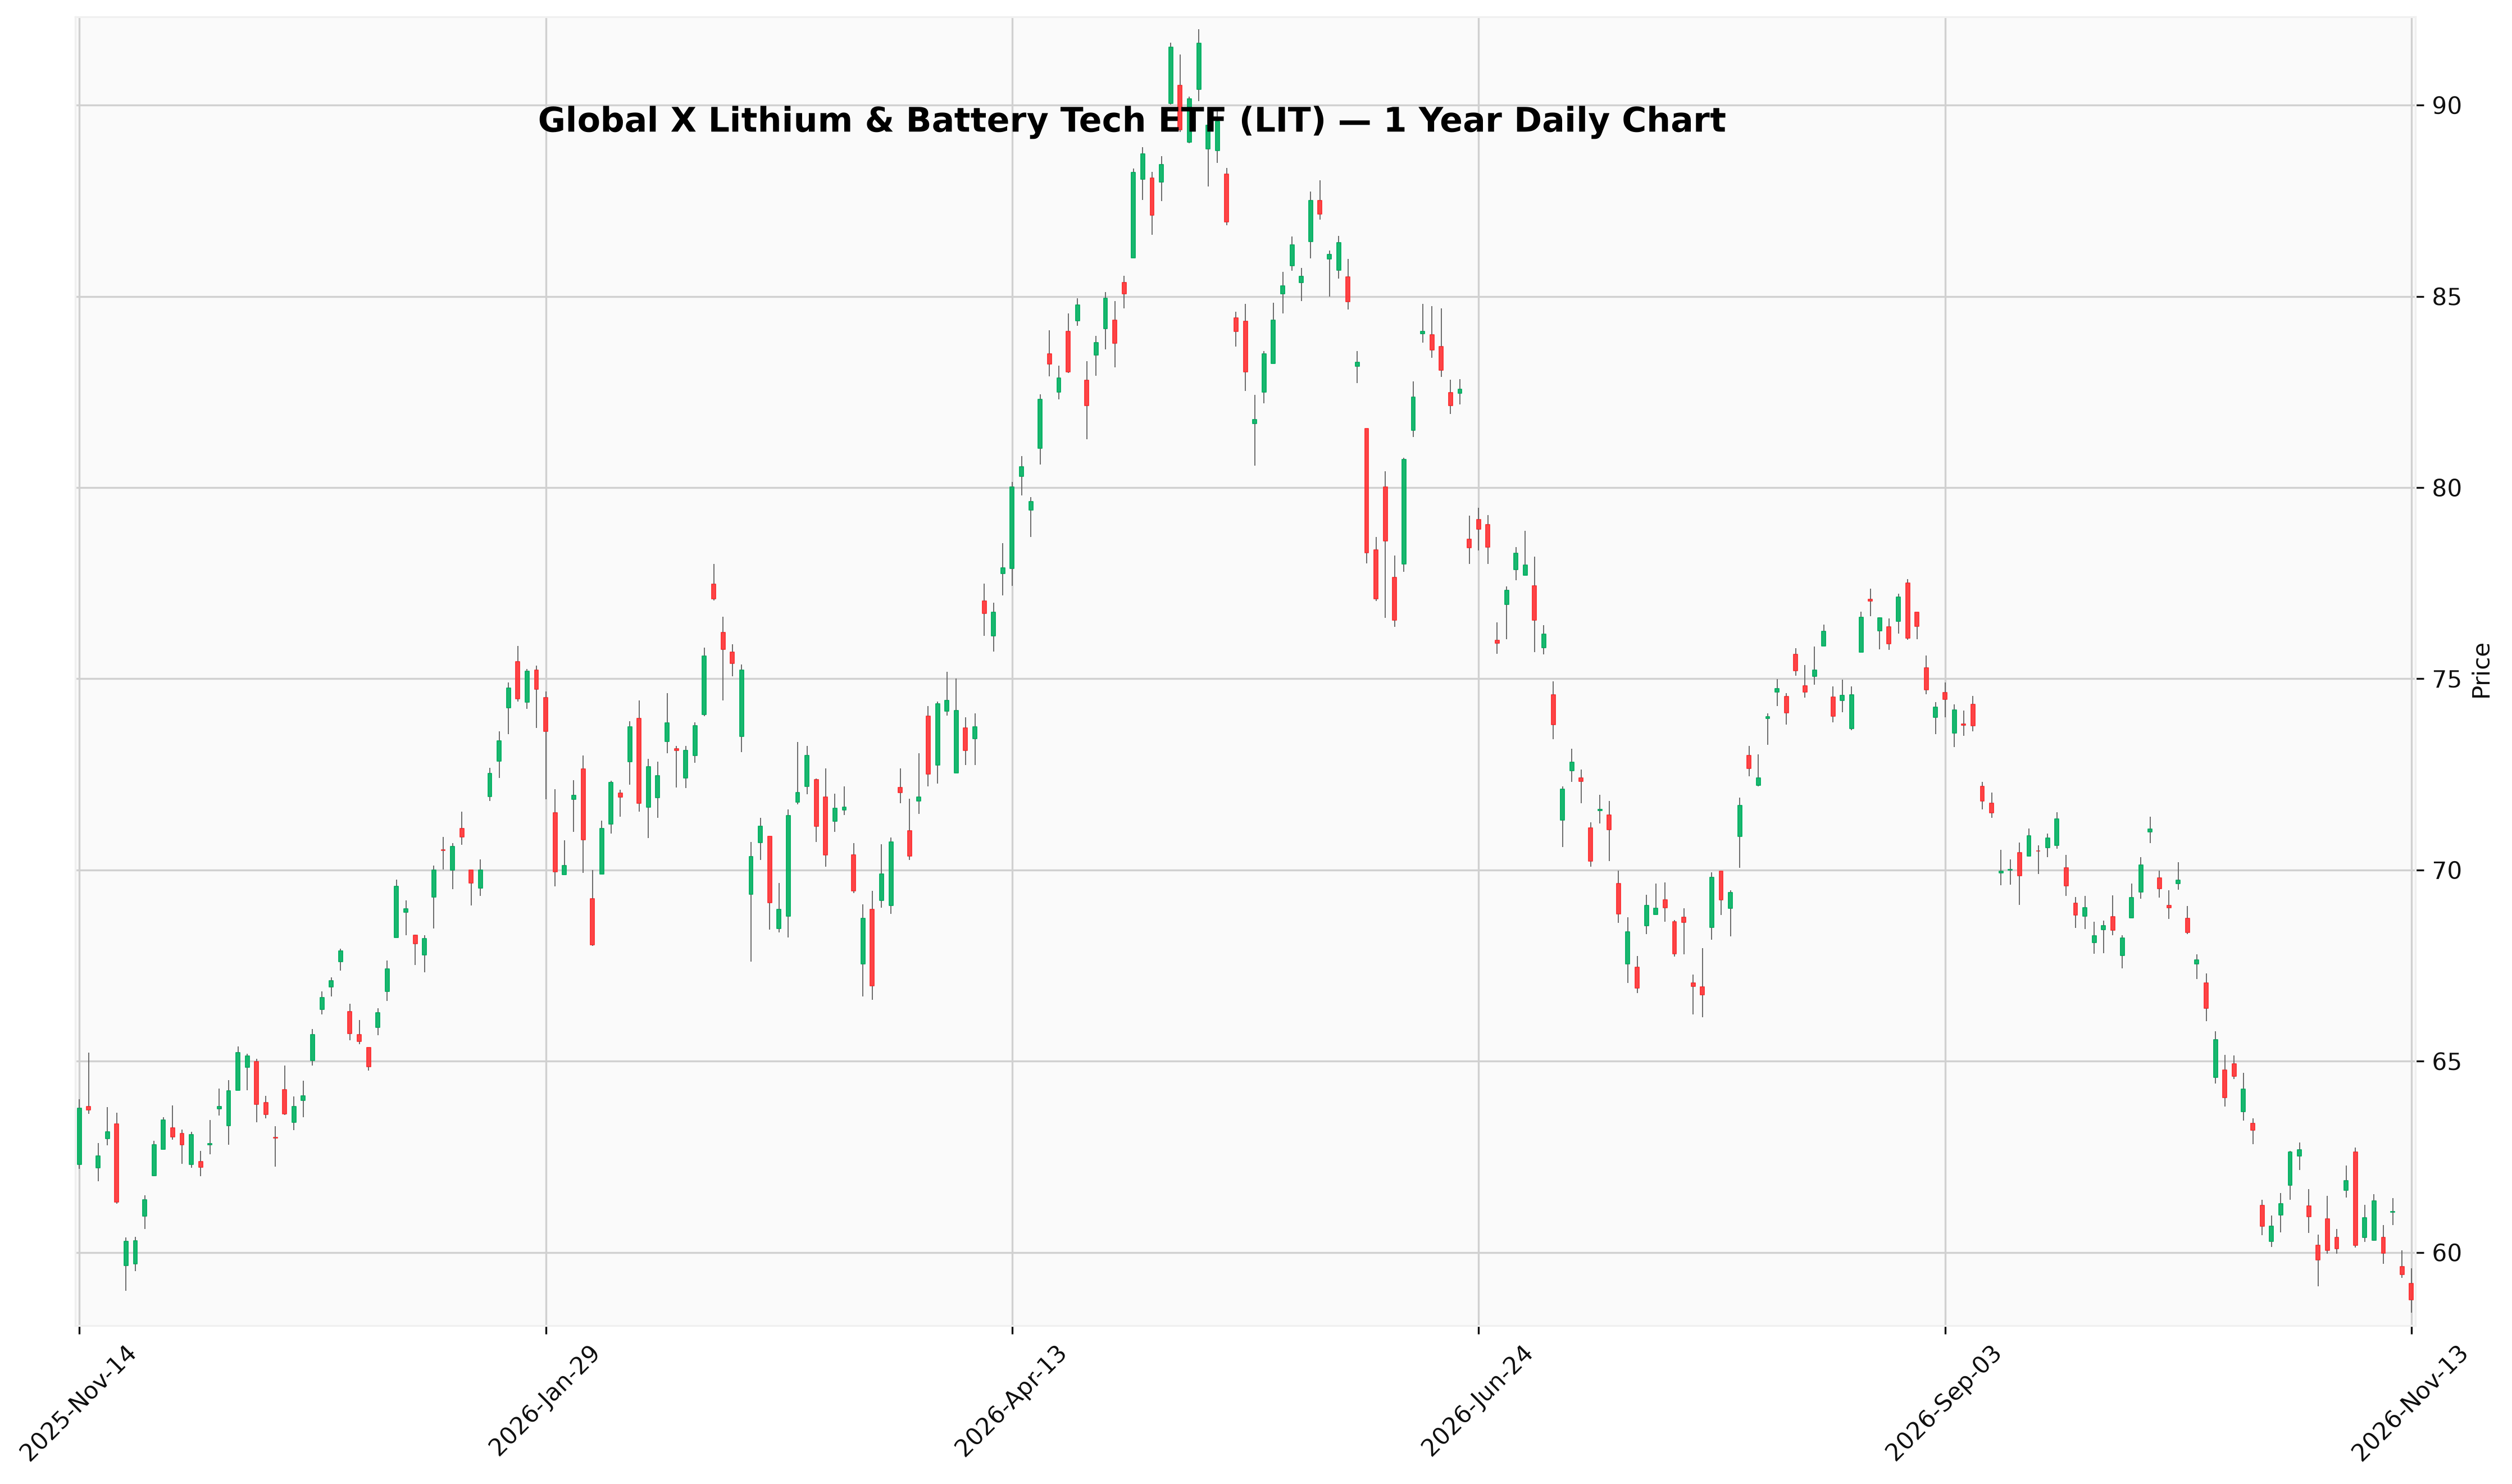 Global X Lithium & Battery Tech ETF (LIT) — 1 Year Daily Chart
90
85
80
75
70
65
60
Price
2025-Nov-14
2026-Jan-29
2026-Apr-13
2026-Jun-24
2026-Sep-03
2026-Nov-13